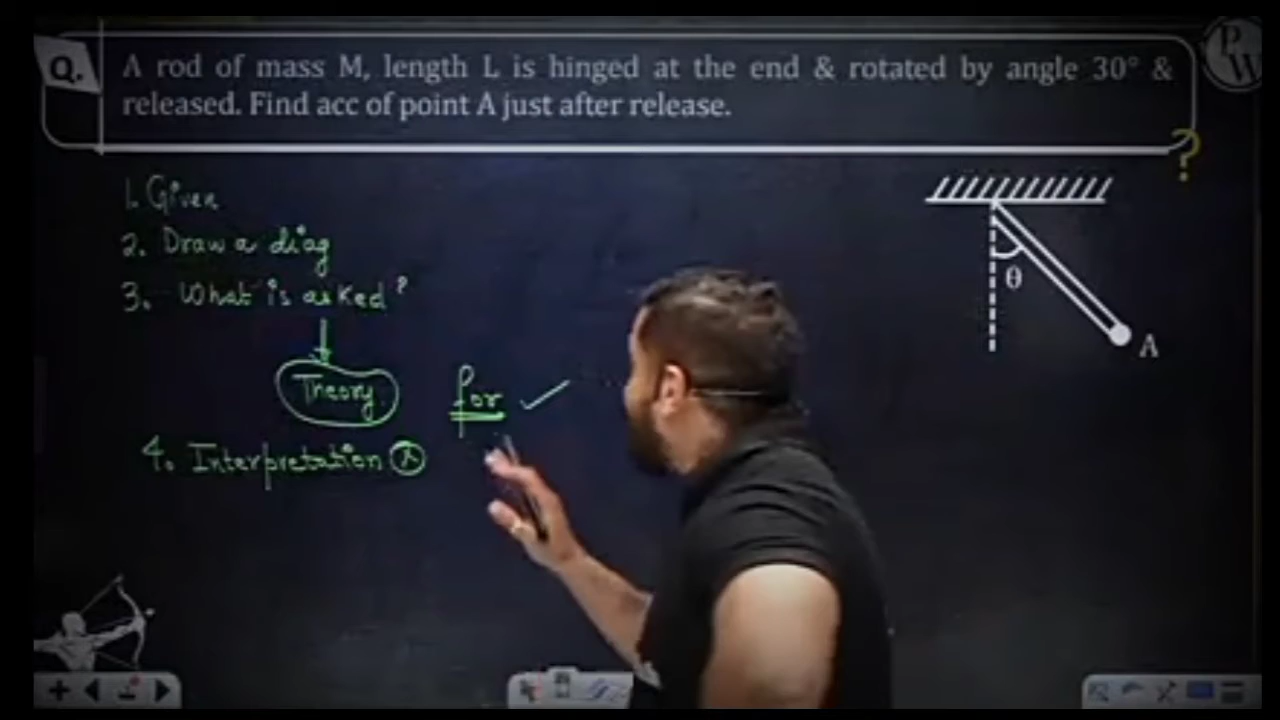 Q.
A rod of mass M, length L is hinged at the end & rotated by angle 30° &
released. Find acc of point A just after release.
PW
?
1. Given
2. Draw a diag
3. What is asked?
Theory.
for
4. Interpretation
θ
A